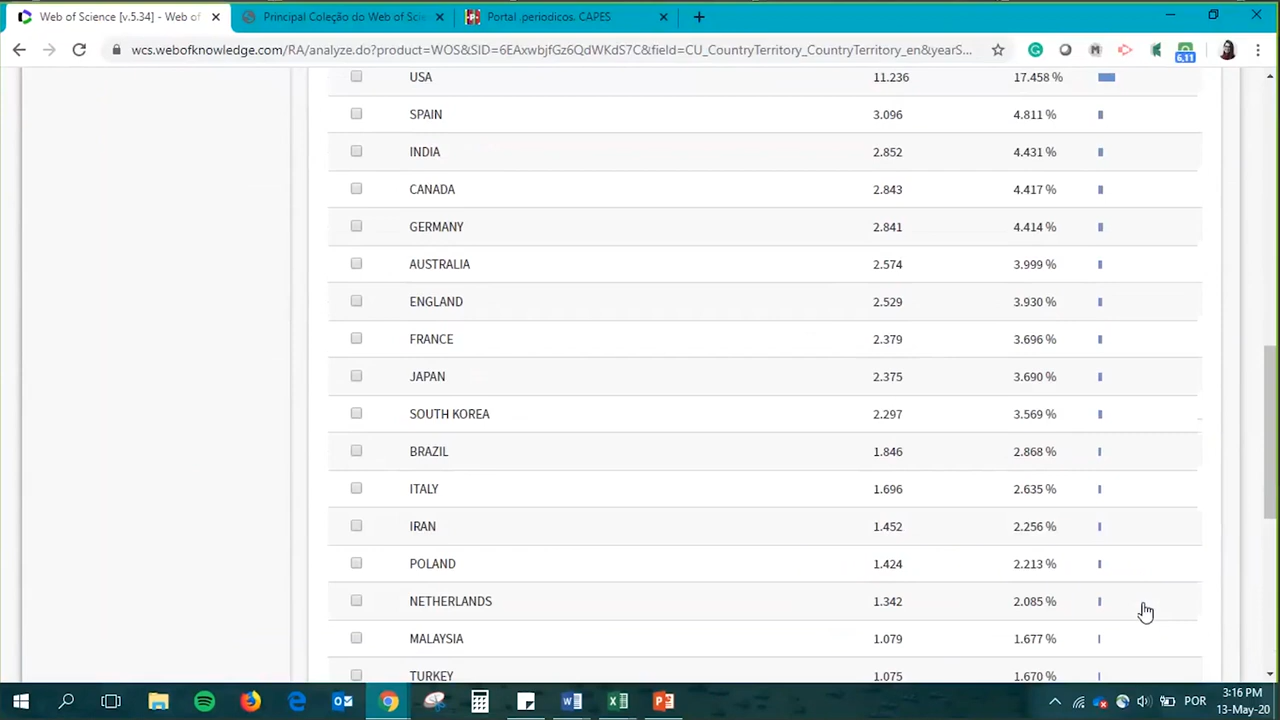 Web of Science [v.5.34] - Web of
Principal Coleção do Web of Scie
Portal .periodicos. CAPES
wcs.webofknowledge.com/RA/analyze.do?product=WOS&SID=6EAxwbjfGz6QdWKdS7C&field=CU_CountryTerritory_CountryTerritory_en&yearS...
6,11
USA 11.236 17.458 %
SPAIN 3.096 4.811 %
INDIA 2.852 4.431 %
CANADA 2.843 4.417 %
GERMANY 2.841 4.414 %
AUSTRALIA 2.574 3.999 %
ENGLAND 2.529 3.930 %
FRANCE 2.379 3.696 %
JAPAN 2.375 3.690 %
SOUTH KOREA 2.297 3.569 %
BRAZIL 1.846 2.868 %
ITALY 1.696 2.635 %
IRAN 1.452 2.256 %
POLAND 1.424 2.213 %
NETHERLANDS 1.342 2.085 %
MALAYSIA 1.079 1.677 %
TURKEY 1.075 1.670 %
POR
3:16 PM
13-May-20